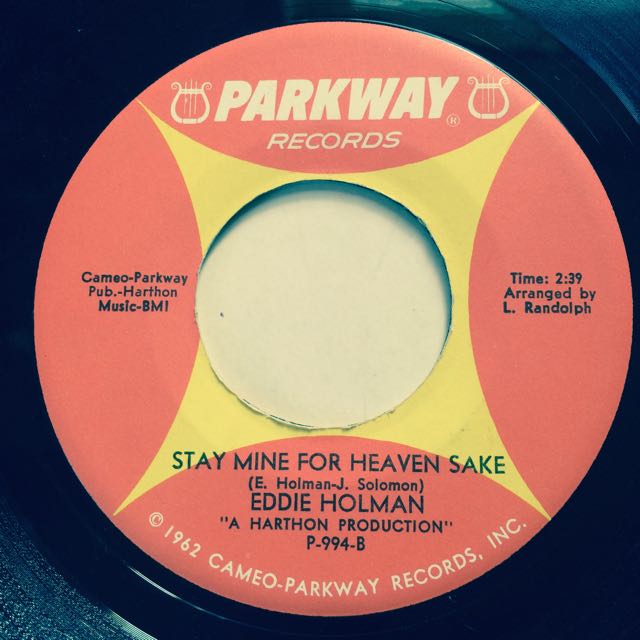 PARKWAY®
RECORDS
Cameo-Parkway
Pub.-Harthon
Music-BMI
Time: 2:39
Arranged by
L. Randolph
STAY MINE FOR HEAVEN SAKE
(E. Holman-J. Solomon)
EDDIE HOLMAN
"A HARTHON PRODUCTION"
P-994-B
© 1962 CAMEO-PARKWAY RECORDS, INC.